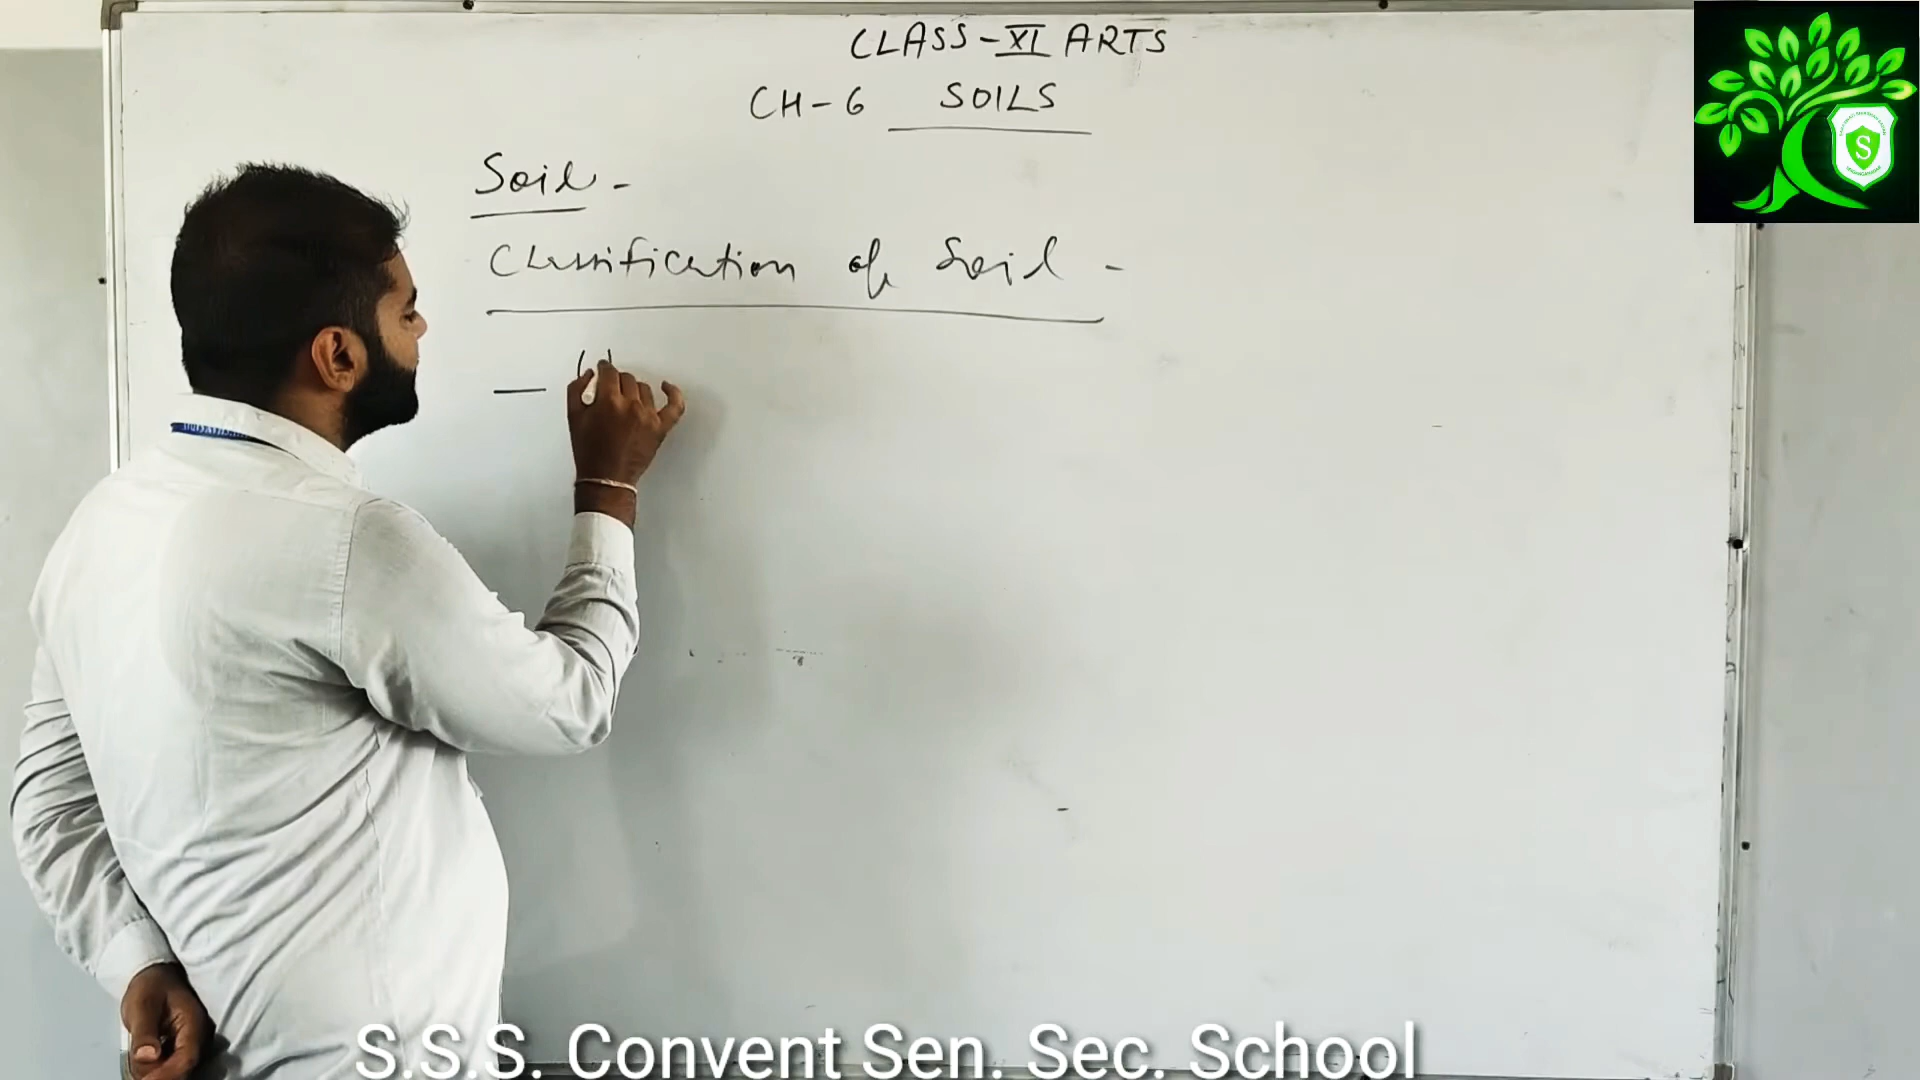 CLASS-XI ARTS
CH-6 SOILS
Soil-
Classification of Soil-
S
S.S.S. Convent Sen. Sec. School